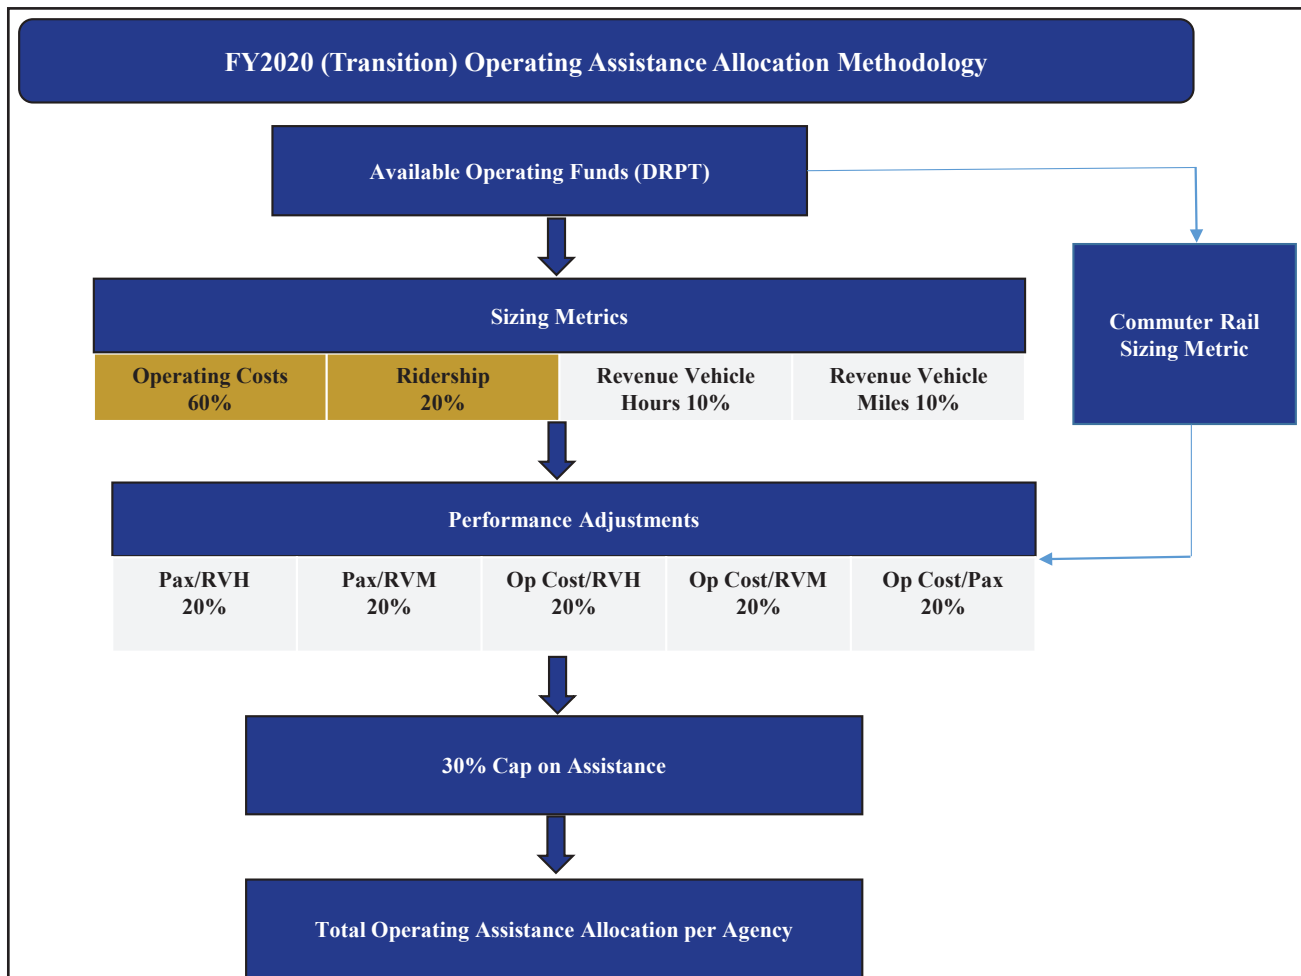 FY2020 (Transition) Operating Assistance Allocation Methodology
Available Operating Funds (DRPT)
Sizing Metrics
Commuter Rail
Sizing Metric
Operating Costs
60%
Ridership
20%
Revenue Vehicle
Hours 10%
Revenue Vehicle
Miles 10%
Performance Adjustments
Pax/RVH
20%
Pax/RVM
20%
Op Cost/RVH
20%
Op Cost/RVM
20%
Op Cost/Pax
20%
30% Cap on Assistance
Total Operating Assistance Allocation per Agency